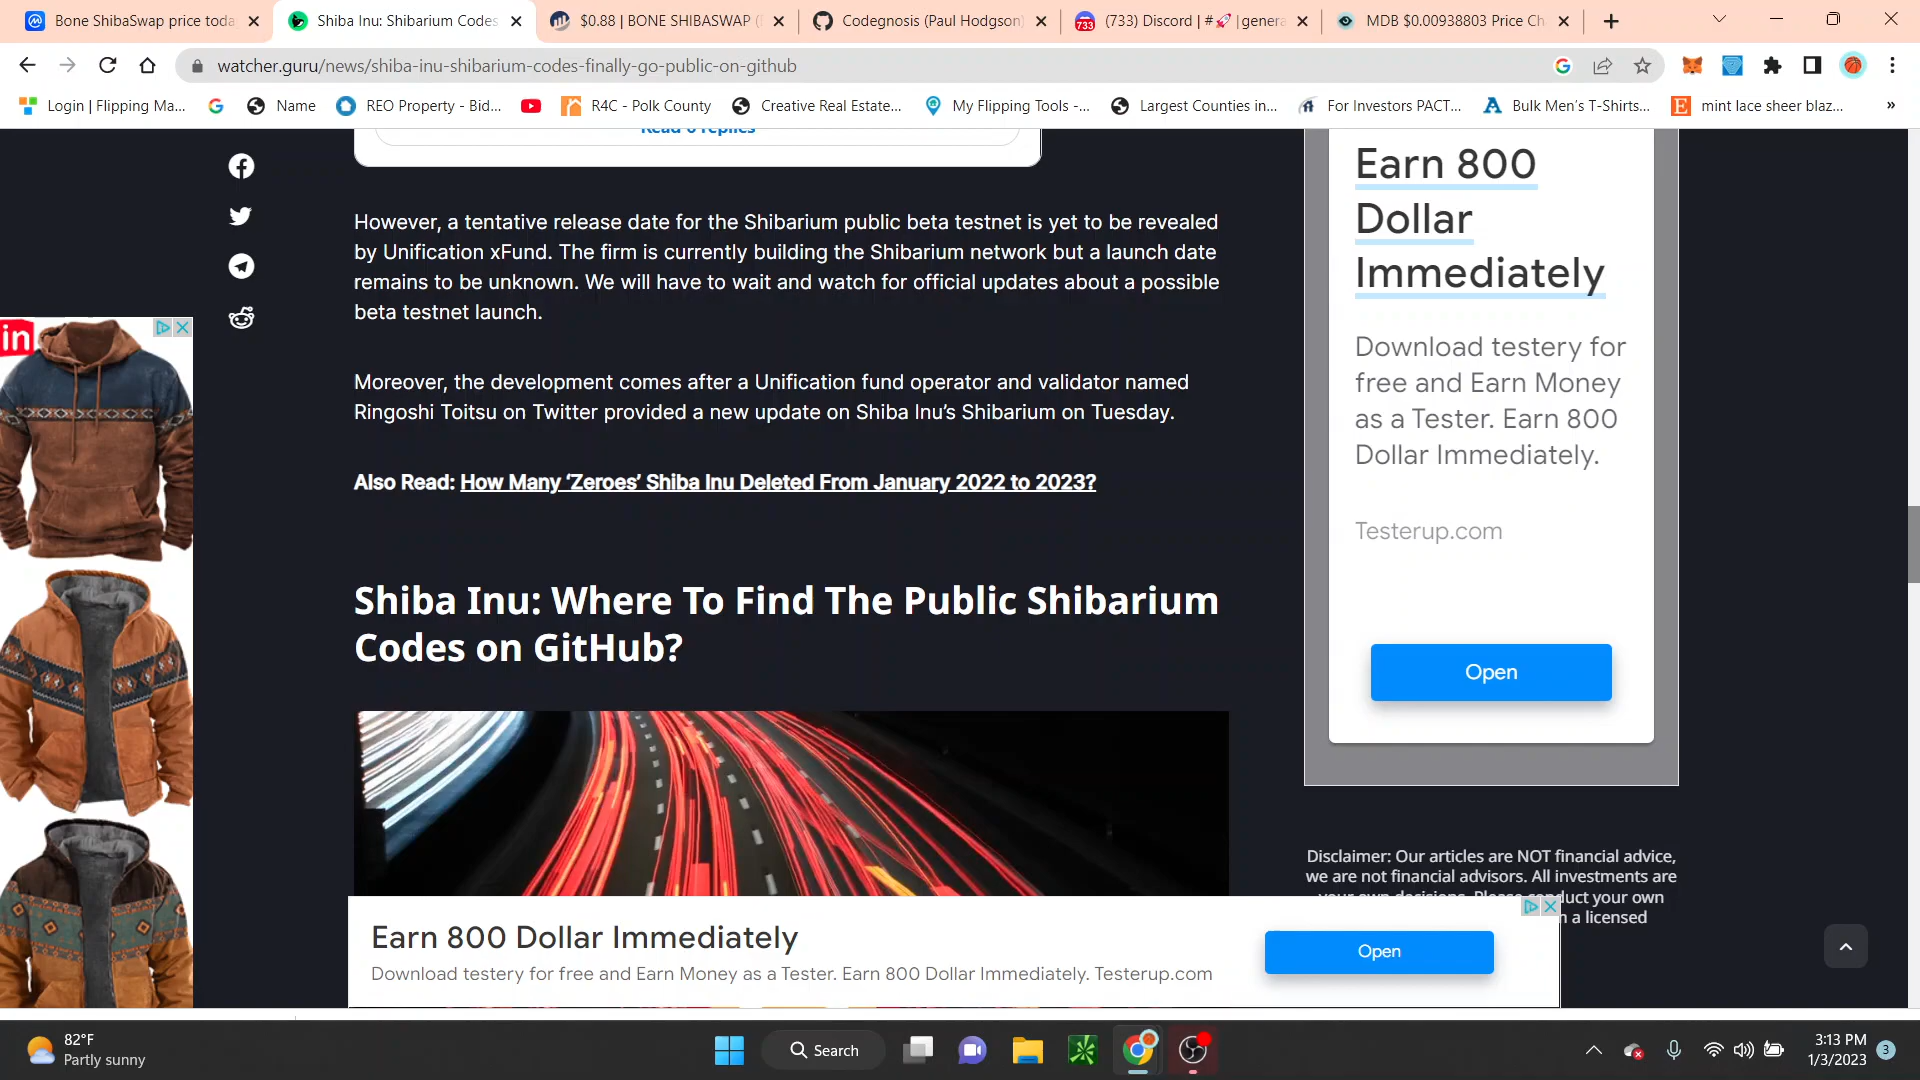 Bone ShibaSwap price toda
Shiba Inu: Shibarium Codes
$0.88 | BONE SHIBASWAP (
Codegnosis (Paul Hodgson)
(733) Discord | #🚀|genera
MDB $0.00938803 Price Ch
watcher.guru/news/shiba-inu-shibarium-codes-finally-go-public-on-github
Login | Flipping Ma...
Name
REO Property - Bid...
R4C - Polk County
Creative Real Estate...
My Flipping Tools -...
Largest Counties in...
For Investors PACT...
Bulk Men's T-Shirts...
mint lace sheer blaz...
However, a tentative release date for the Shibarium public beta testnet is yet to be revealed
by Unification xFund. The firm is currently building the Shibarium network but a launch date
remains to be unknown. We will have to wait and watch for official updates about a possible
beta testnet launch.
Moreover, the development comes after a Unification fund operator and validator named
Ringoshi Toitsu on Twitter provided a new update on Shiba Inu's Shibarium on Tuesday.
Also Read: How Many 'Zeroes' Shiba Inu Deleted From January 2022 to 2023?
Shiba Inu: Where To Find The Public Shibarium
Codes on GitHub?
Earn 800
Dollar
Immediately
Download testery for
free and Earn Money
as a Tester. Earn 800
Dollar Immediately.
Testerup.com
Open
Disclaimer: Our articles are NOT financial advice,
we are not financial advisors. All investments are
your own decisions. Please conduct your own
n a licensed
in
Earn 800 Dollar Immediately
Download testery for free and Earn Money as a Tester. Earn 800 Dollar Immediately. Testerup.com
Open
82°F
Partly sunny
Search
3:13 PM
1/3/2023
3